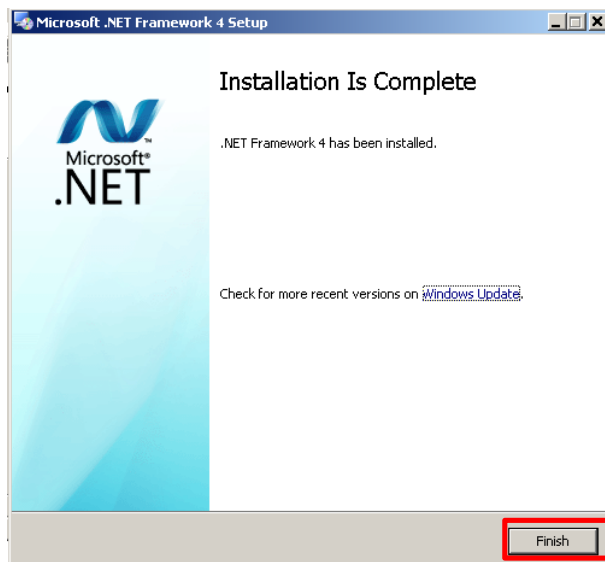 Microsoft .NET Framework 4 Setup
Installation Is Complete
.NET Framework 4 has been installed.
Microsoft®
.NET
Check for more recent versions on Windows Update.
Finish